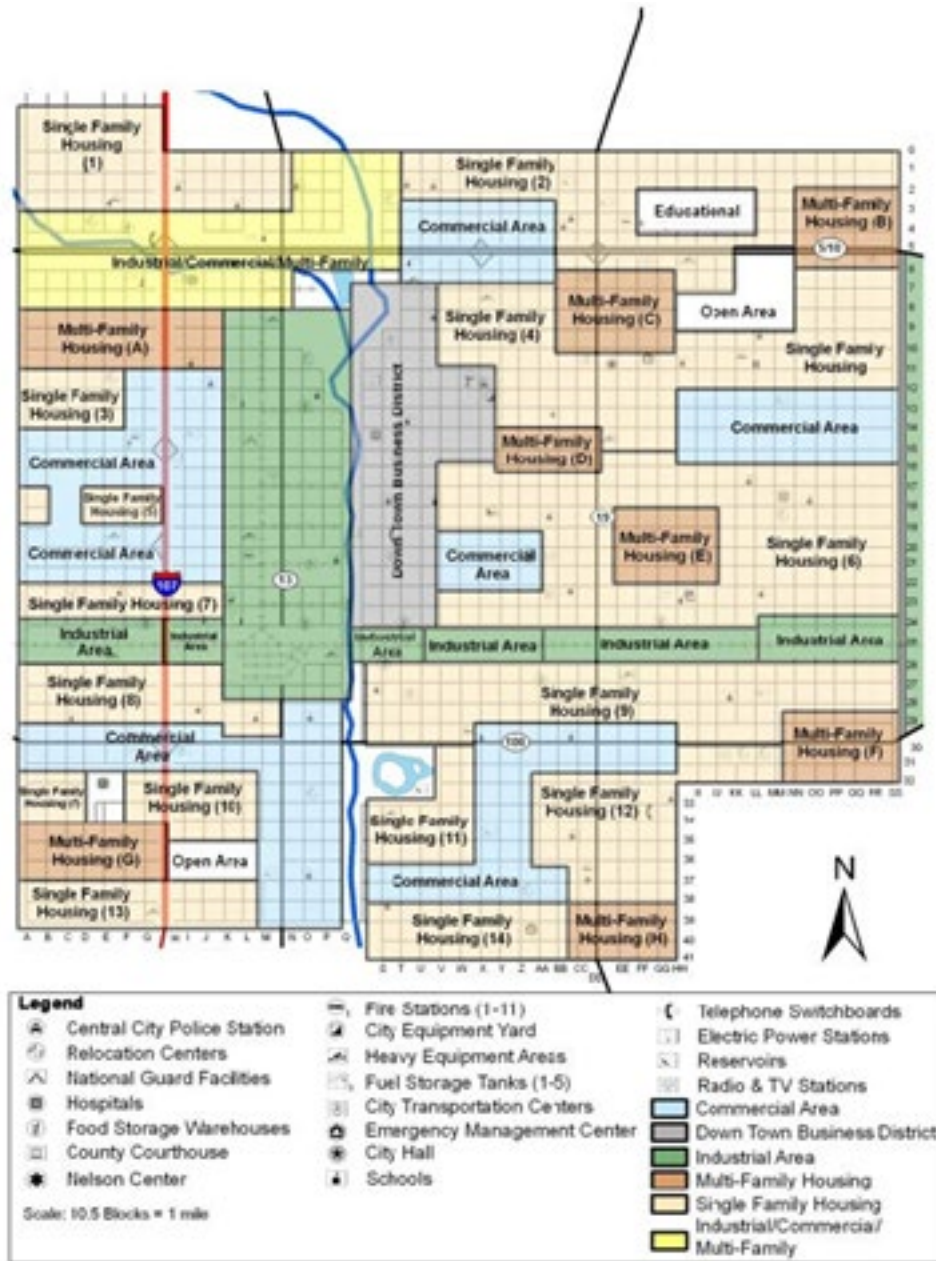 Single Family
Housing
(1)
Single Family
Housing (2)
Educational
Multi-Family
Housing (B)
Commercial Area
Industrial/Commercial/Multi-Family
5/10
Multi-Family
Housing (A)
Single Family
Housing (4)
Multi-Family
Housing (C)
Open Area
Single Family
Housing
Single Family
Housing (3)
Commercial Area
Down Town Business District
Commercial Area
Multi-Family
Housing (D)
Single Family
Housing (5)
Commercial Area
Commercial
Area
Multi-Family
Housing (E)
Single Family
Housing (6)
13
107
Single Family Housing (7)
Industrial
Area
Industrial
Area
Industrial
Area
Industrial Area
Industrial Area
Industrial Area
Single Family
Housing (8)
Single Family
Housing (9)
Commercial
Area
Multi-Family
Housing (F)
Single Family
Single Family
Housing (10)
Single Family
Housing (11)
Single Family
Housing (12)
Multi-Family
Housing (G)
Open Area
Commercial Area
Single Family
Housing (13)
Single Family
Housing (14)
Multi-Family
Housing (H)
N
Legend
Central City Police Station
Relocation Centers
National Guard Facilities
Hospitals
Food Storage Warehouses
County Courthouse
Nelson Center
Scale: 10.5 Blocks = 1 mile
Fire Stations (1-11)
City Equipment Yard
Heavy Equipment Areas
Fuel Storage Tanks (1-5)
City Transportation Centers
Emergency Management Center
City Hall
Schools
Telephone Switchboards
Electric Power Stations
Reservoirs
Radio & TV Stations
Commercial Area
Down Town Business District
Industrial Area
Multi-Family Housing
Single Family Housing
Industrial/Commercial/
Multi-Family